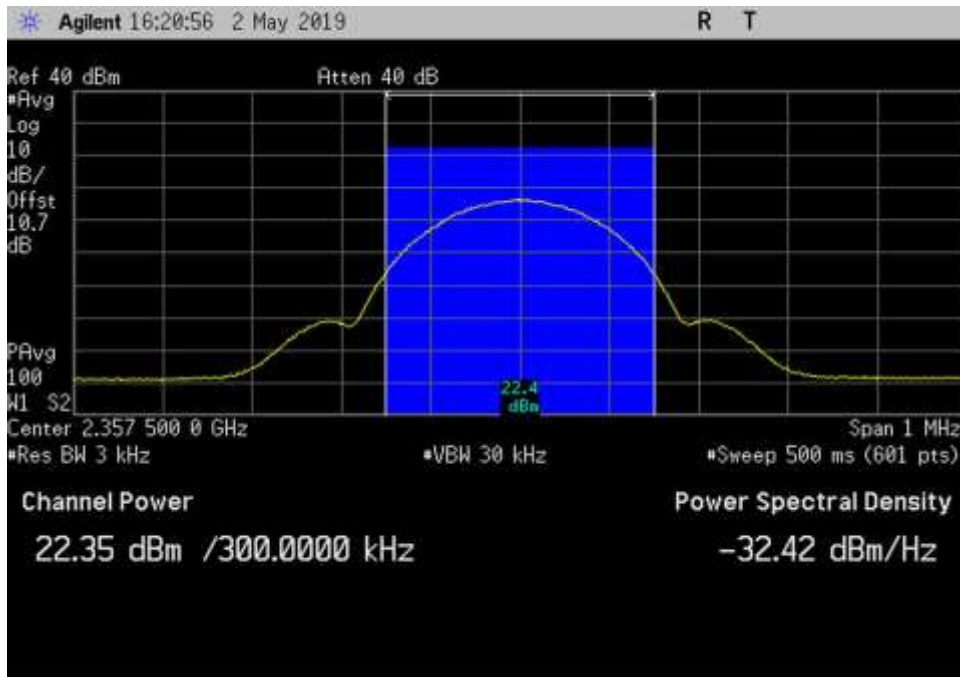 Agilent 16:20:56 2 May 2019 R T
Ref 40 dBm Atten 40 dB
#Avg
Log
10
dB/
Offst
10.7
dB
PAvg
100
W1 S2
22.4
dBm
Center 2.357 500 0 GHz Span 1 MHz
#Res BW 3 kHz #VBW 30 kHz #Sweep 500 ms (601 pts)
Channel Power Power Spectral Density
22.35 dBm /300.0000 kHz -32.42 dBm/Hz